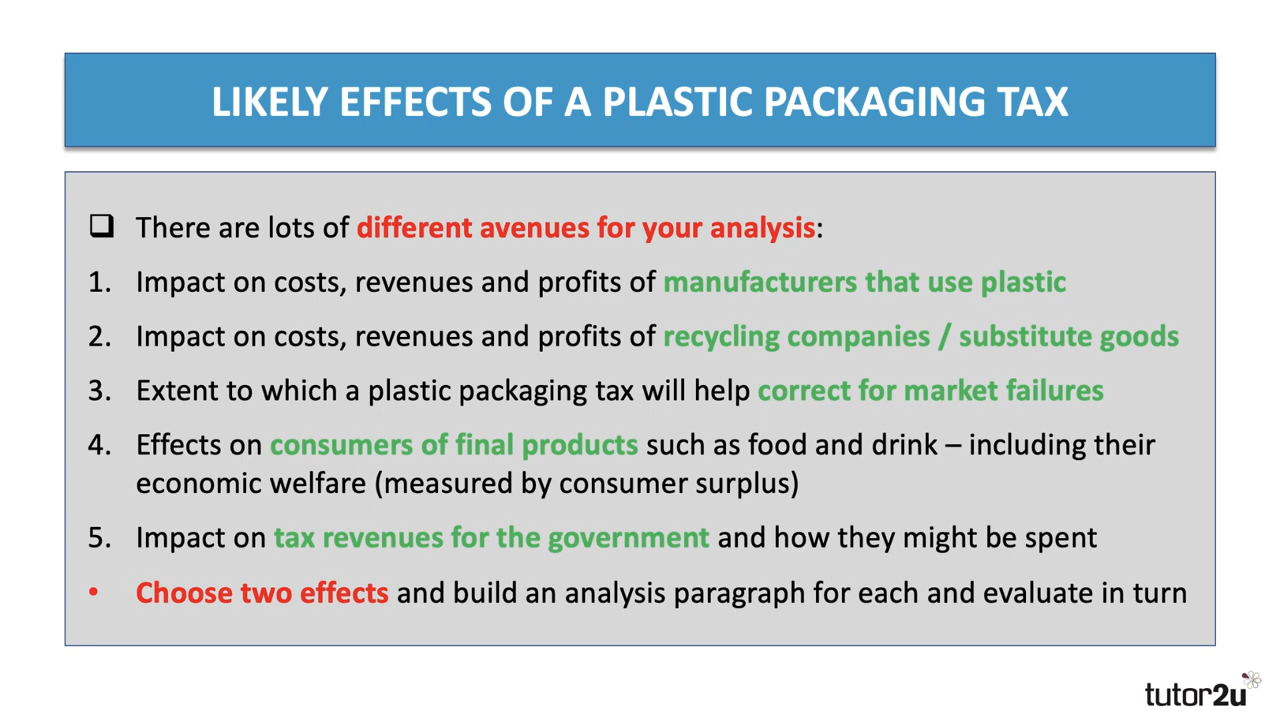 LIKELY EFFECTS OF A PLASTIC PACKAGING TAX
❑ There are lots of different avenues for your analysis:
1. Impact on costs, revenues and profits of manufacturers that use plastic
2. Impact on costs, revenues and profits of recycling companies / substitute goods
3. Extent to which a plastic packaging tax will help correct for market failures
4. Effects on consumers of final products such as food and drink – including their
economic welfare (measured by consumer surplus)
5. Impact on tax revenues for the government and how they might be spent
• Choose two effects and build an analysis paragraph for each and evaluate in turn
tutor2u